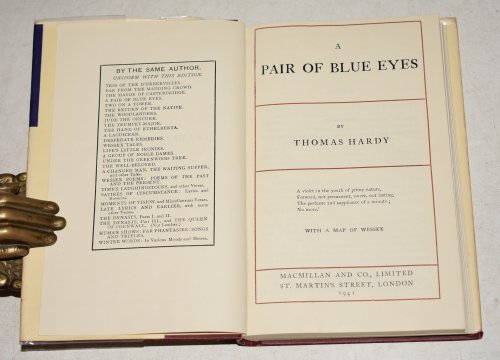 BY THE SAME AUTHOR.
UNIFORM WITH THIS EDITION.
TESS OF THE D'URBERVILLES.
FAR FROM THE MADDING CROWD.
THE MAYOR OF CASTERBRIDGE.
A PAIR OF BLUE EYES.
TWO ON A TOWER.
THE RETURN OF THE NATIVE.
THE WOODLANDERS.
JUDE THE OBSCURE.
THE TRUMPET-MAJOR.
THE HAND OF ETHELBERTA.
A LAODICEAN.
DESPERATE REMEDIES.
WESSEX TALES.
LIFE'S LITTLE IRONIES.
A GROUP OF NOBLE DAMES.
UNDER THE GREENWOOD TREE.
THE WELL-BELOVED.
A CHANGED MAN, THE WAITING SUPPER,
and other Tales.
WESSEX POEMS: POEMS OF THE PAST
AND THE PRESENT.
TIME'S LAUGHINGSTOCKS, and other Verses.
SATIRES OF CIRCUMSTANCE: Lyrics and
Reveries.
MOMENTS OF VISION, and Miscellaneous Verses.
LATE LYRICS AND EARLIER, with many
other Verses.
THE DYNASTS. Parts I. and II.
THE DYNASTS. Part III., and THE QUEEN
OF CORNWALL. (Not Leather.)
HUMAN SHOWS: FAR PHANTASIES: SONGS
AND TRIFLES.
WINTER WORDS: In Various Moods and Metres.
A
PAIR OF BLUE EYES
BY
THOMAS HARDY
A violet in the youth of primy nature,
Forward, not permanent, sweet, not lasting
The perfume and suppliance of a minute;
No more.'
WITH A MAP OF WESSEX
MACMILLAN AND CO., LIMITED
ST. MARTIN'S STREET, LONDON
1941